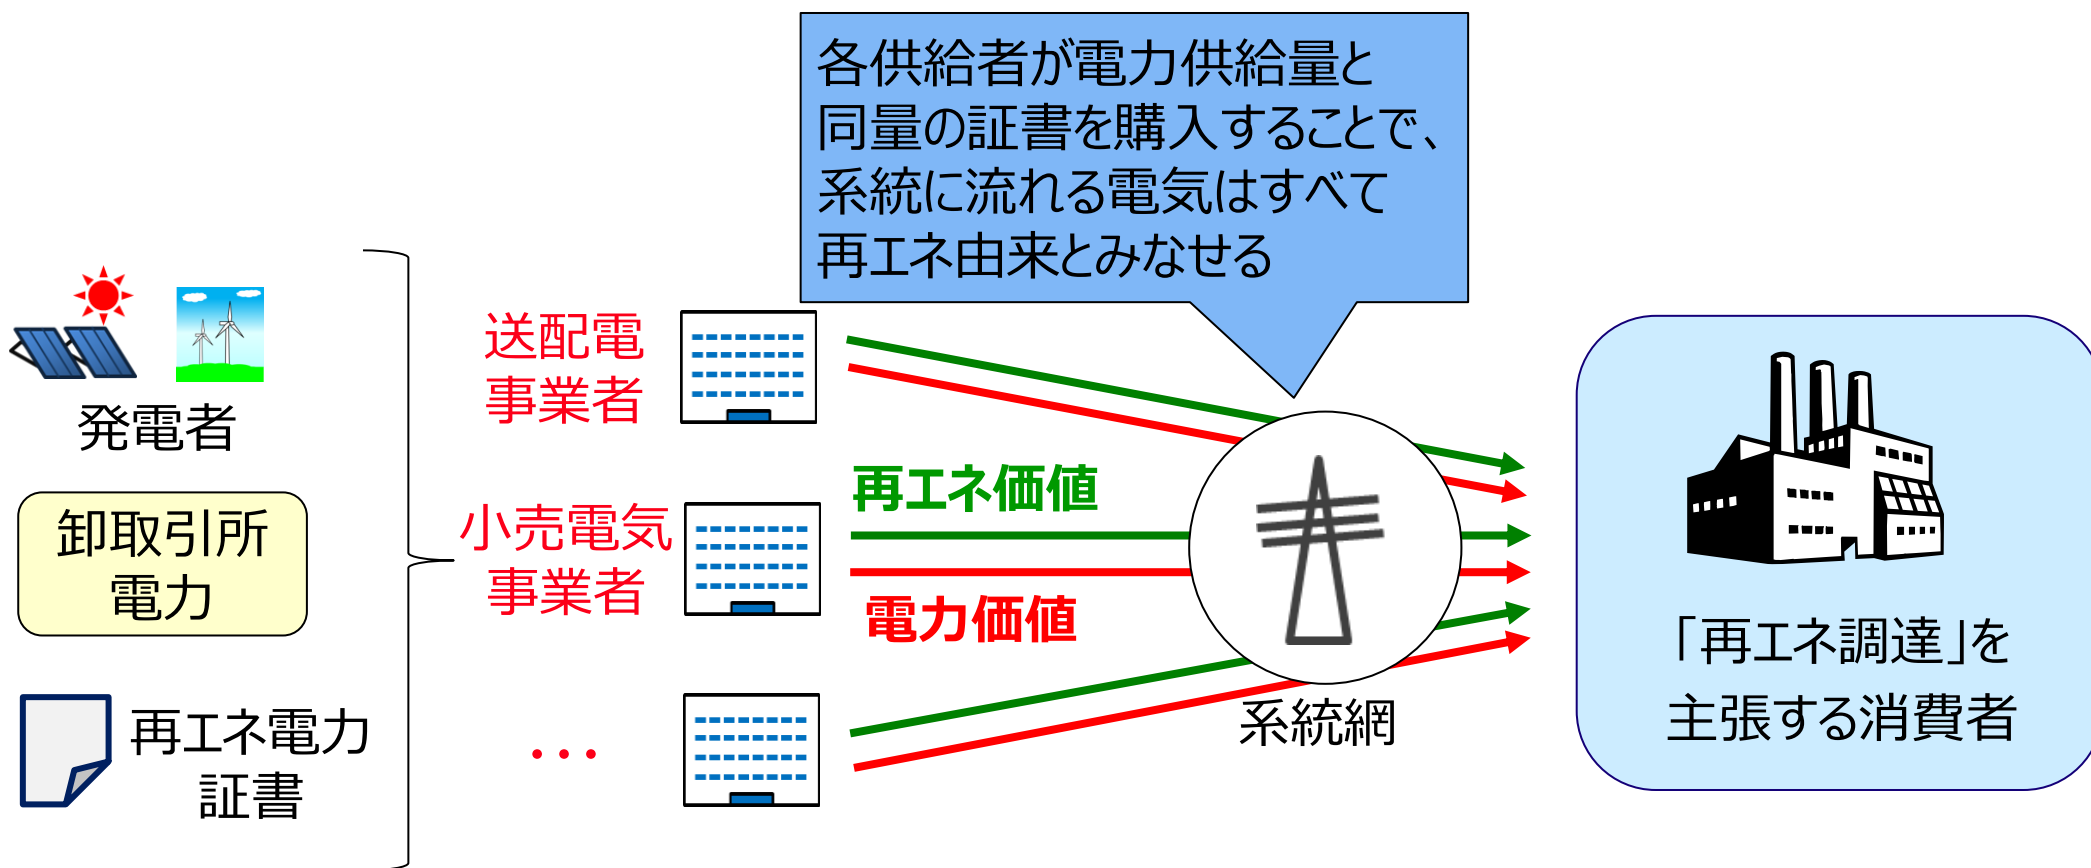 各供給者が電力供給量と
同量の証書を購入することで、
系統に流れる電気はすべて
再エネ由来とみなせる
発電者
卸取引所
電力
再エネ電力
証書
送配電
事業者
小売電気
事業者
・・・
再エネ価値
電力価値
系統網
「再エネ調達」を
主張する消費者